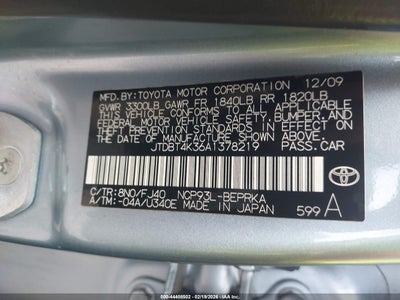 MFD. BY: TOYOTA MOTOR CORPORATION 12/09
GVWR 3300LB GAWR FR 1840LB RR 1820LB
THIS VEHICLE CONFORMS TO ALL APPLICABLE
FEDERAL MOTOR VEHICLE SAFETY, BUMPER, AND
THEFT PREVENTION STANDARDS IN EFFECT ON
THE DATE OF MANUFACTURE SHOWN ABOVE.
JTDBT4K36A1378219 PASS. CAR
C/TR: 8N0/FJ40 NCP93L-BEPRKA
A/TM: -04A/U340E MADE IN JAPAN 599 A
TOYOTA